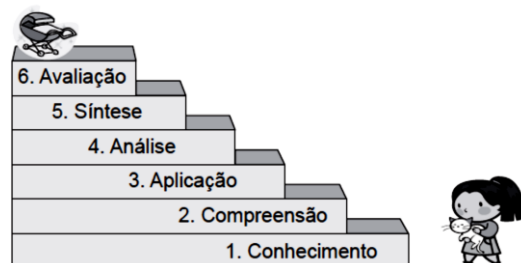 6. Avaliação
5. Síntese
4. Análise
3. Aplicação
2. Compreensão
1. Conhecimento